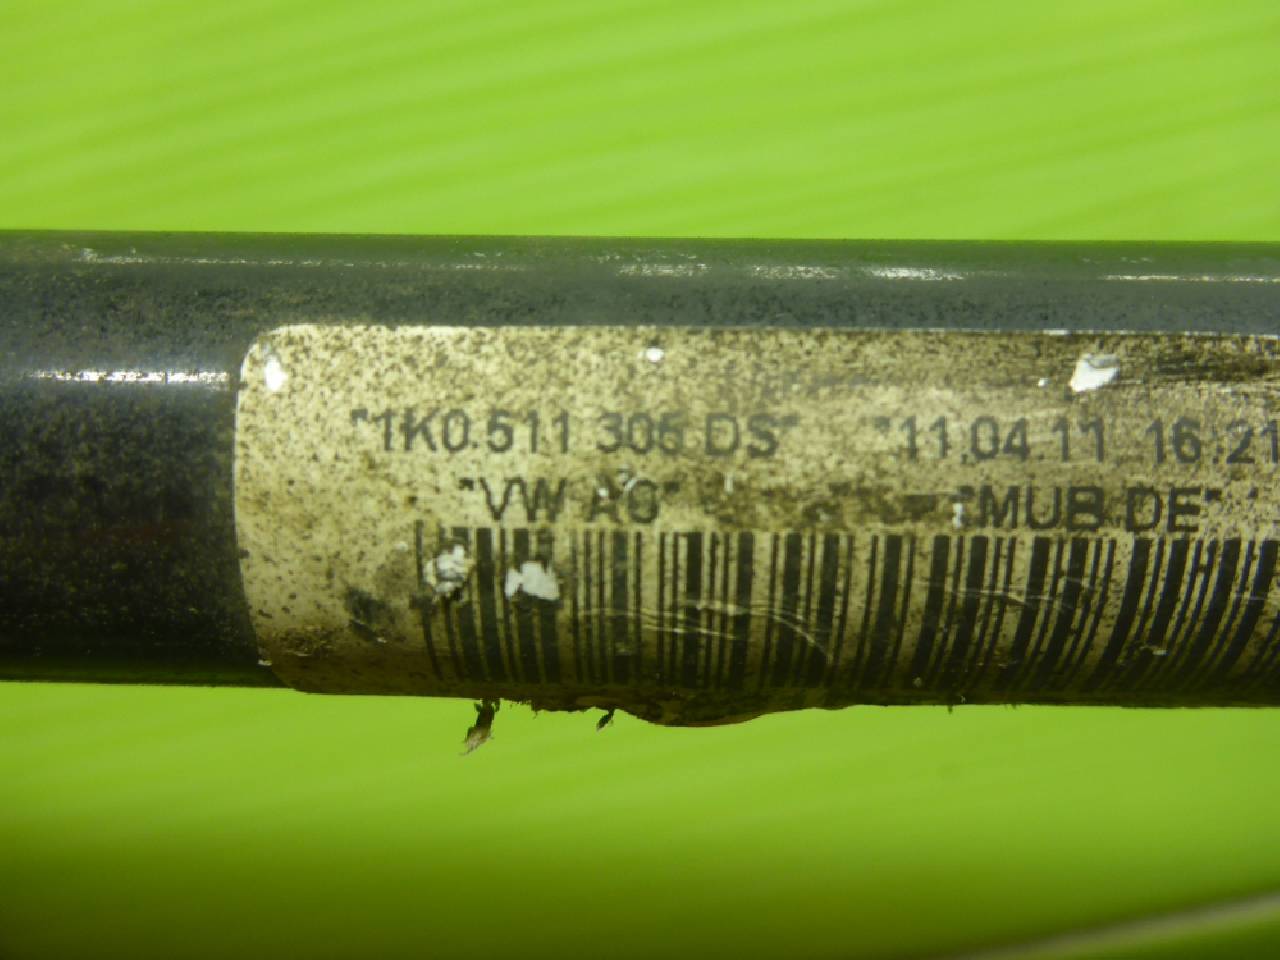 "1K0.511 305 DS" "11.04.11 16:21
"VW AG" "MUB DE"